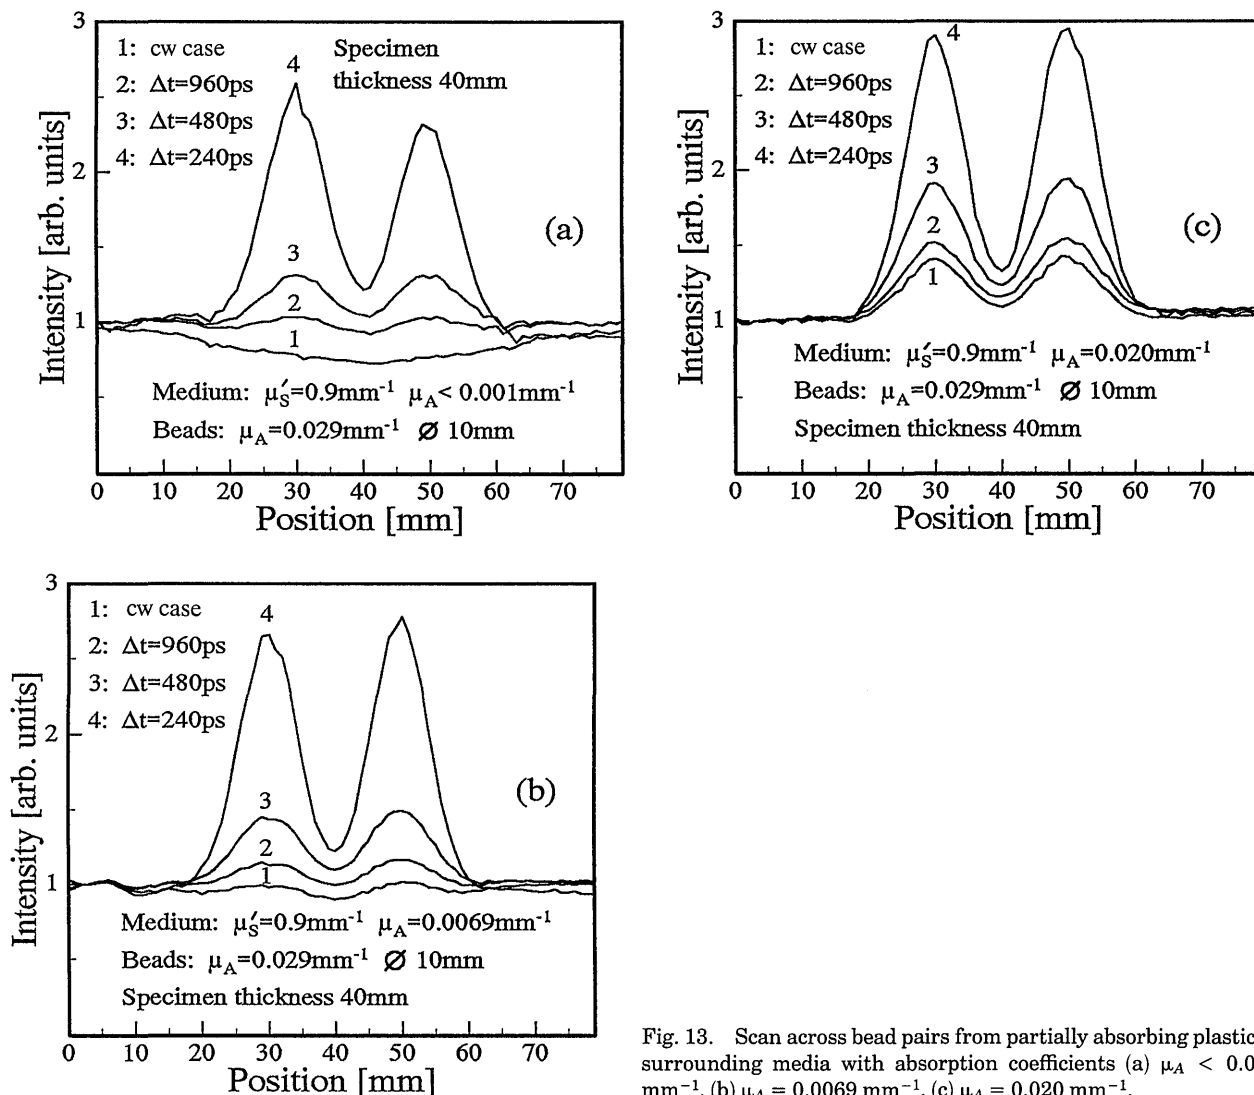 3
1: cw case
2: Δt=960ps
3: Δt=480ps
4: Δt=240ps
Specimen
thickness 40mm
4
3
2
1
(a)
2
1
Intensity [arb. units]
Medium: μ′S=0.9mm-1 μA< 0.001mm-1
Beads: μA=0.029mm-1 Ø 10mm
0 10 20 30 40 50 60 70
Position [mm]
3
1: cw case
2: Δt=960ps
3: Δt=480ps
4: Δt=240ps
4
3
2
1
(c)
2
1
Intensity [arb. units]
Medium: μ′S=0.9mm-1 μA=0.020mm-1
Beads: μA=0.029mm-1 Ø 10mm
Specimen thickness 40mm
0 10 20 30 40 50 60 70
Position [mm]
3
1: cw case
2: Δt=960ps
3: Δt=480ps
4: Δt=240ps
4
3
2
1
(b)
2
1
Intensity [arb. units]
Medium: μ′S=0.9mm-1 μA=0.0069mm-1
Beads: μA=0.029mm-1 Ø 10mm
Specimen thickness 40mm
0 10 20 30 40 50 60 70
Position [mm]
Fig. 13. Scan across bead pairs from partially absorbing plastic
surrounding media with absorption coefficients (a) μA < 0.0
mm−1, (b) μA = 0.0069 mm−1, (c) μA = 0.020 mm−1.